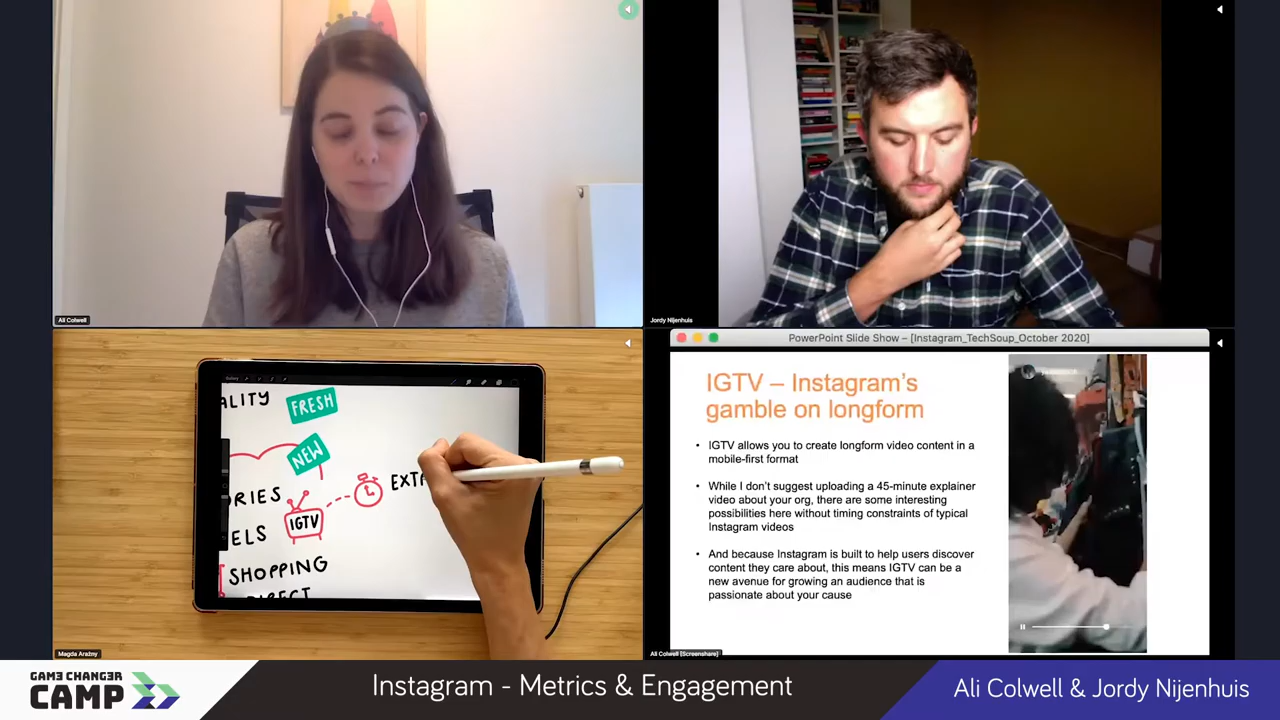 Ali Colwell
Jordy Nijenhuis
ALITY
FRESH
NEW
RIES
IGTV
EXT
ELS
SHOPPING
DIRECT
Magda Arażny
PowerPoint Slide Show – [Instagram_TechSoup_October 2020]
IGTV – Instagram's
gamble on longform
• IGTV allows you to create longform video content in a
mobile-first format
• While I don't suggest uploading a 45-minute explainer
video about your org, there are some interesting
possibilities here without timing constraints of typical
Instagram videos
• And because Instagram is built to help users discover
content they care about, this means IGTV can be a
new avenue for growing an audience that is
passionate about your cause
Ali Colwell [Screenshare]
GAME CHANGER
CAMP
Instagram - Metrics & Engagement
Ali Colwell & Jordy Nijenhuis